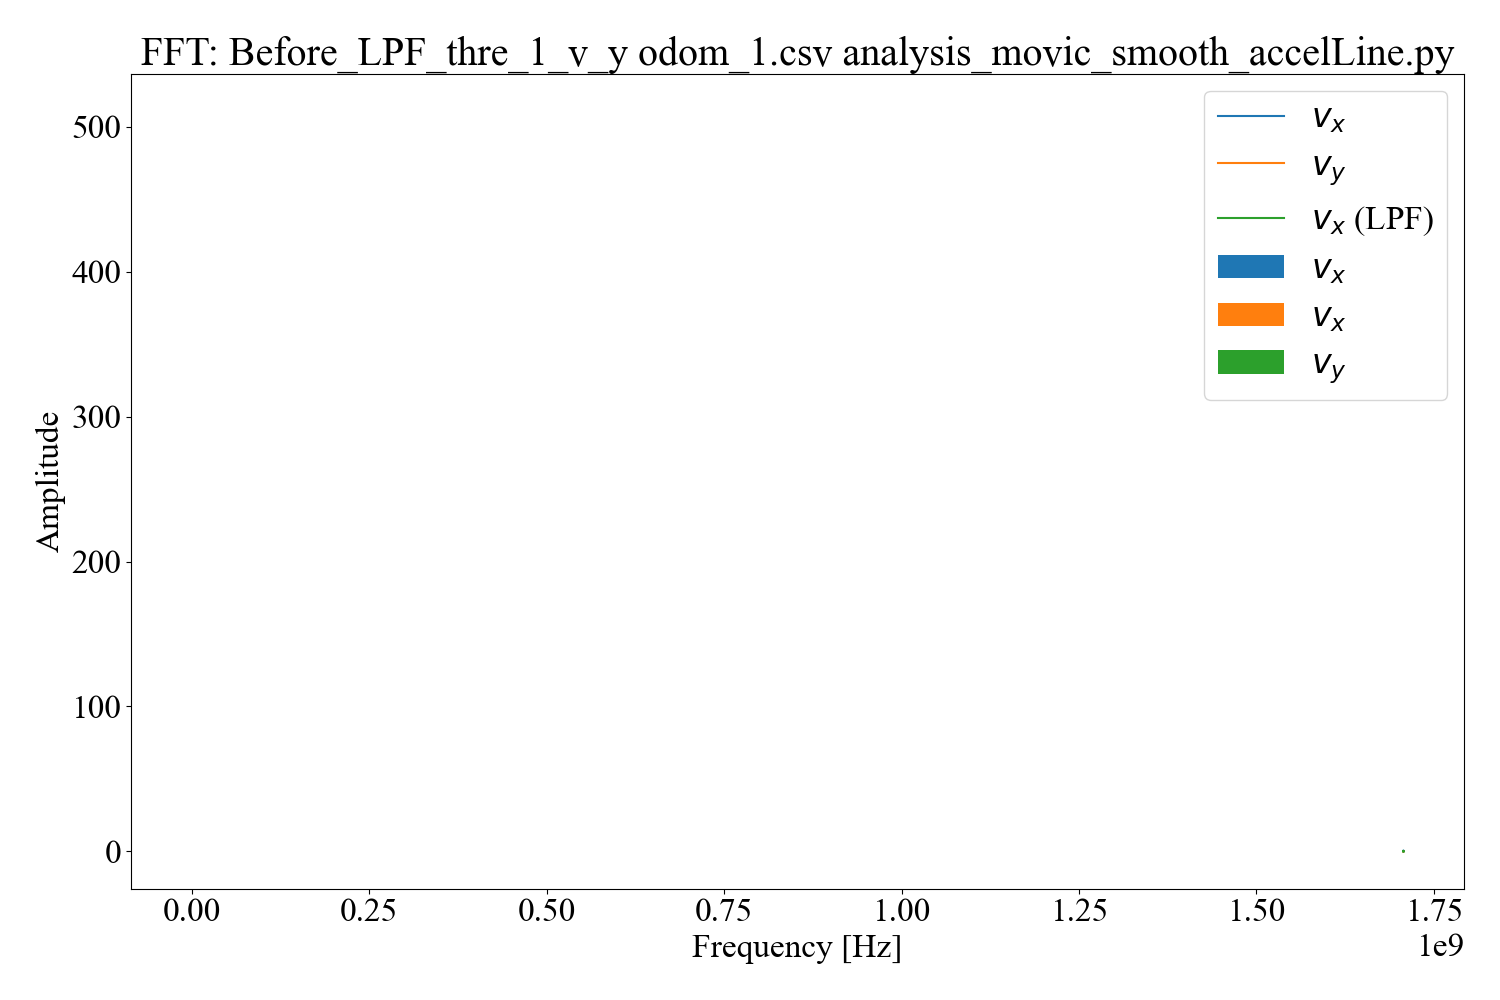 FFT: Before_LPF_thre_1_v_y odom_1.csv analysis_movic_smooth_accelLine.py
500
400
300
200
100
0
Amplitude
v_x
v_y
v_x (LPF)
v_x
v_x
v_y
0.00 0.25 0.50 0.75 1.00 1.25 1.50 1.75
Frequency [Hz]
1e9